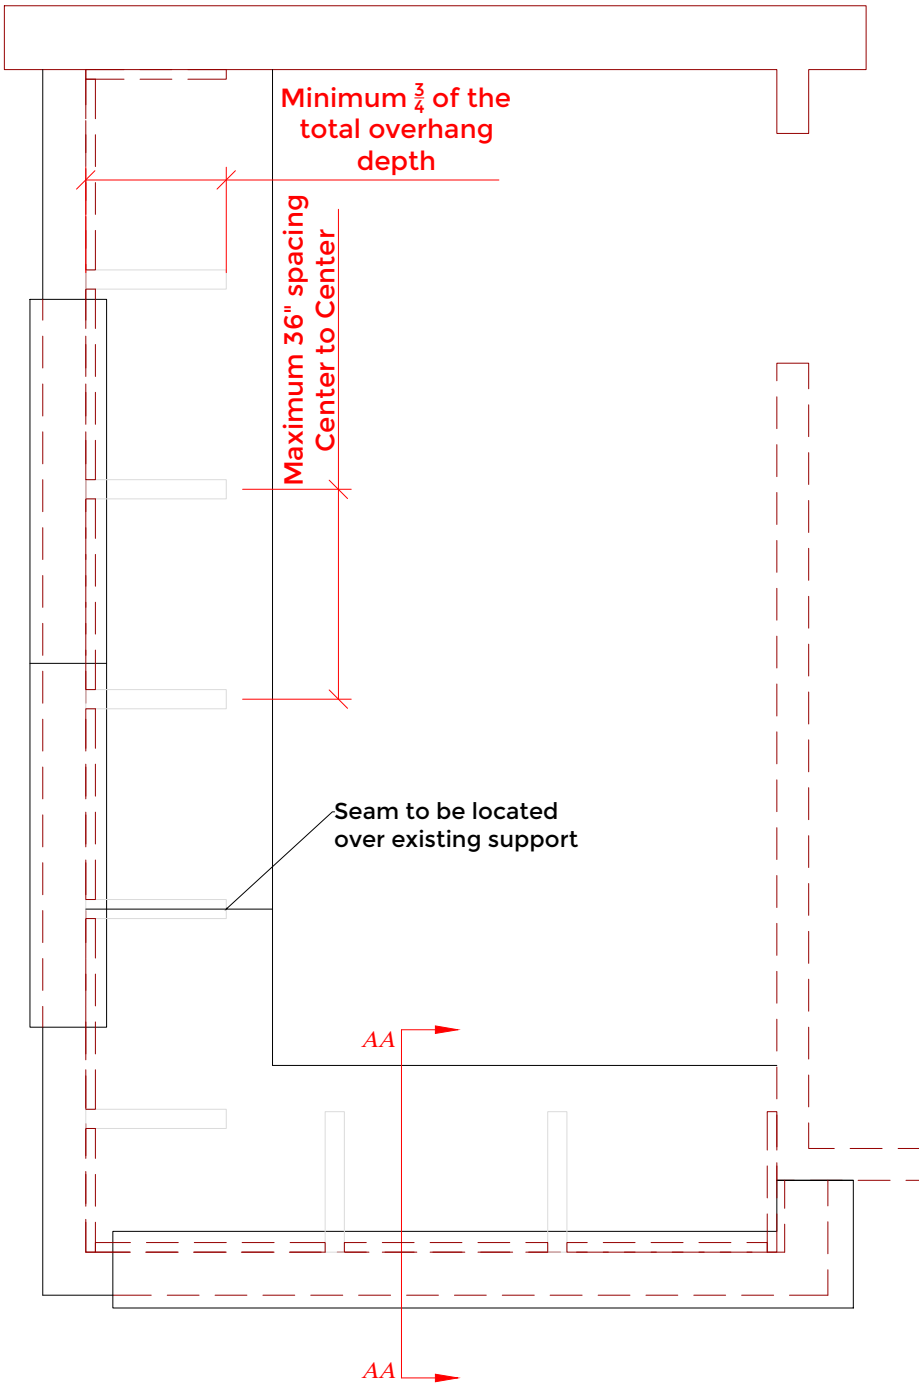 Minimum 3/4 of the
total overhang
depth
Maximum 36" spacing
Center to Center
Seam to be located
over existing support
AA
AA